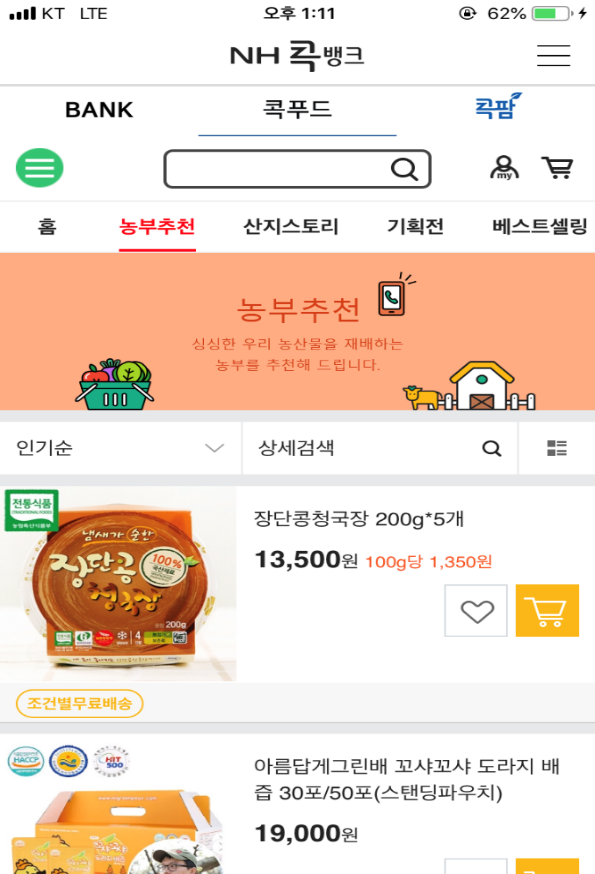 KT LTE 오후 1:11 62%
NH 콕뱅크
BANK 콕푸드 콕팜
my
홈 농부추천 산지스토리 기획전 베스트셀링
농부추천
싱싱한 우리 농산물을 재배하는
농부를 추천해 드립니다.
인기순 상세검색
전통식품
냄새가 순한
장단콩
청국장
100%
200g
장단콩청국장 200g*5개
13,500원 100g당 1,350원
조건별무료배송
HACCP
HIT
500
아름답게그린배 꼬샤꼬샤 도라지 배
즙 30포/50포(스탠딩파우치)
19,000원